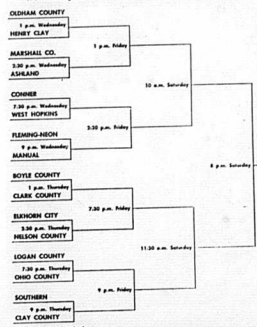 OLDHAM COUNTY
1 p.m. Wednesday
HENRY CLAY
1 p.m. Friday
MARSHALL CO.
2:30 p.m. Wednesday
ASHLAND
10 a.m. Saturday
CONNER
7:30 p.m. Wednesday
WEST HOPKINS
2:30 p.m. Friday
FLEMING-NEON
9 p.m. Wednesday
MANUAL
8 p.m. Saturday
BOYLE COUNTY
1 p.m. Thursday
CLARK COUNTY
7:30 p.m. Friday
ELKHORN CITY
2:30 p.m. Thursday
NELSON COUNTY
11:30 a.m. Saturday
LOGAN COUNTY
7:30 p.m. Thursday
OHIO COUNTY
9 p.m. Friday
SOUTHERN
9 p.m. Thursday
CLAY COUNTY